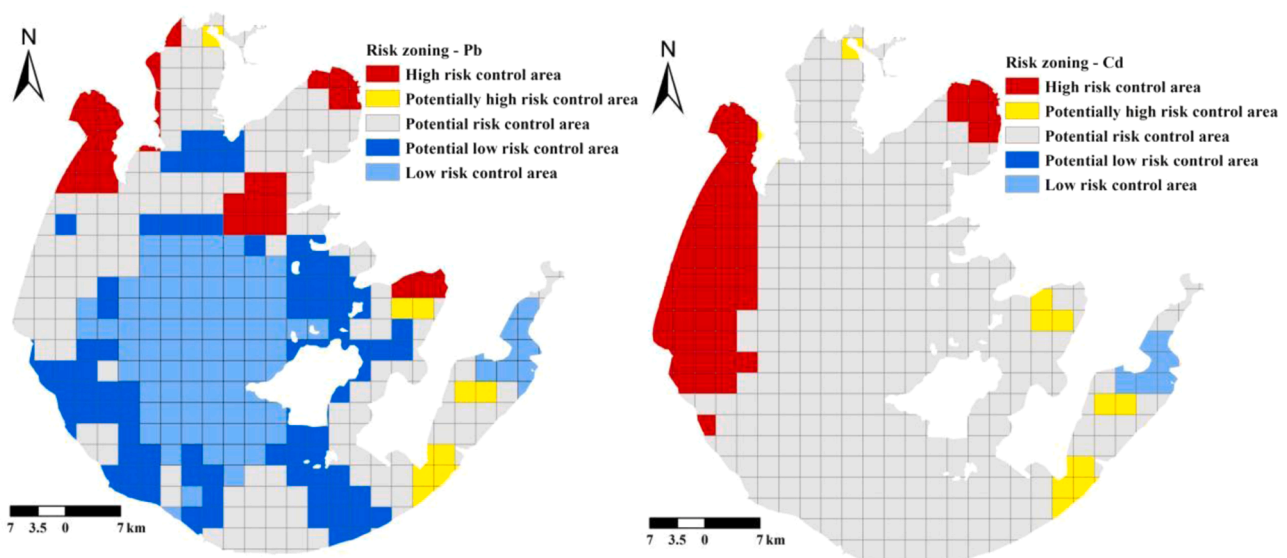 N
Risk zoning - Pb
High risk control area
Potentially high risk control area
Potential risk control area
Potential low risk control area
Low risk control area
7 3.5 0 7 km
N
Risk zoning - Cd
High risk control area
Potentially high risk control area
Potential risk control area
Potential low risk control area
Low risk control area
7 3.5 0 7 km